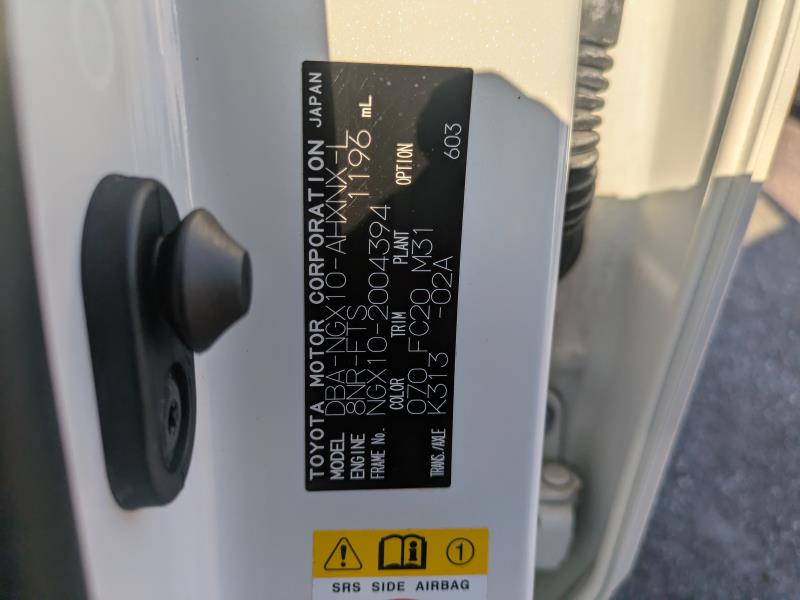 TOYOTA MOTOR CORPORATION JAPAN
MODEL DBA-NGX10-AHXNX-L
ENGINE 8NR-FTS 1196 mL
FRAME No. NGX10-2004394
COLOR TRIM PLANT OPTION
070 FC20 M31
TRANS./AXLE K313 -02A 603
1
SRS SIDE AIRBAG